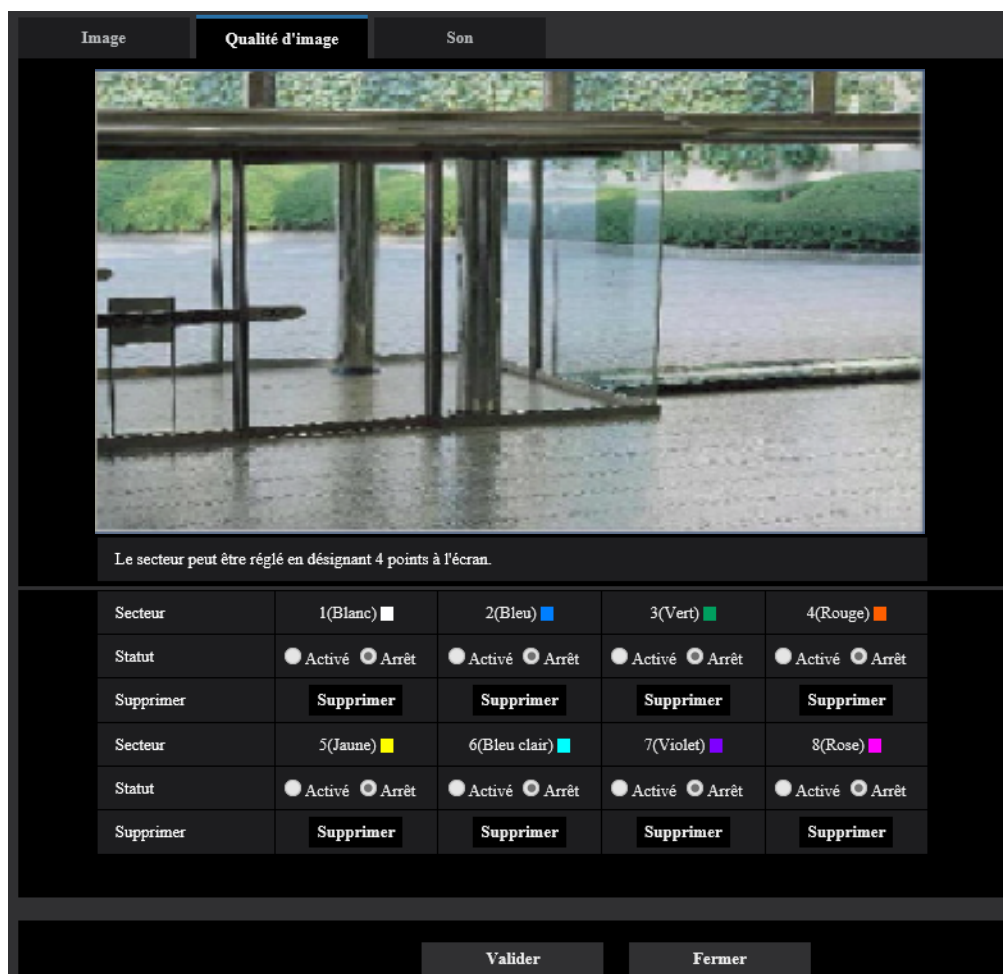 Image Qualité d'image Son
Le secteur peut être réglé en désignant 4 points à l'écran.
Secteur 1(Blanc) 2(Bleu) 3(Vert) 4(Rouge)
Statut Activé Arrêt Activé Arrêt Activé Arrêt Activé Arrêt
Supprimer Supprimer Supprimer Supprimer Supprimer
Secteur 5(Jaune) 6(Bleu clair) 7(Violet) 8(Rose)
Statut Activé Arrêt Activé Arrêt Activé Arrêt Activé Arrêt
Supprimer Supprimer Supprimer Supprimer Supprimer
Valider Fermer